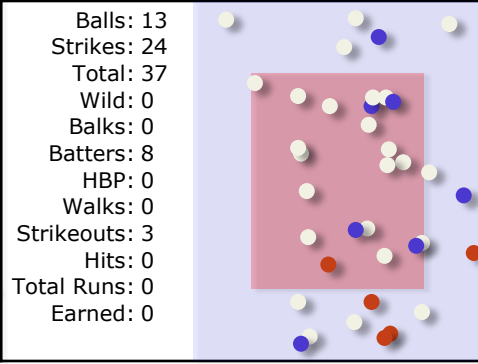 Balls: 13
Strikes: 24
Total: 37
Wild: 0
Balks: 0
Batters: 8
HBP: 0
Walks: 0
Strikeouts: 3
Hits: 0
Total Runs: 0
Earned: 0